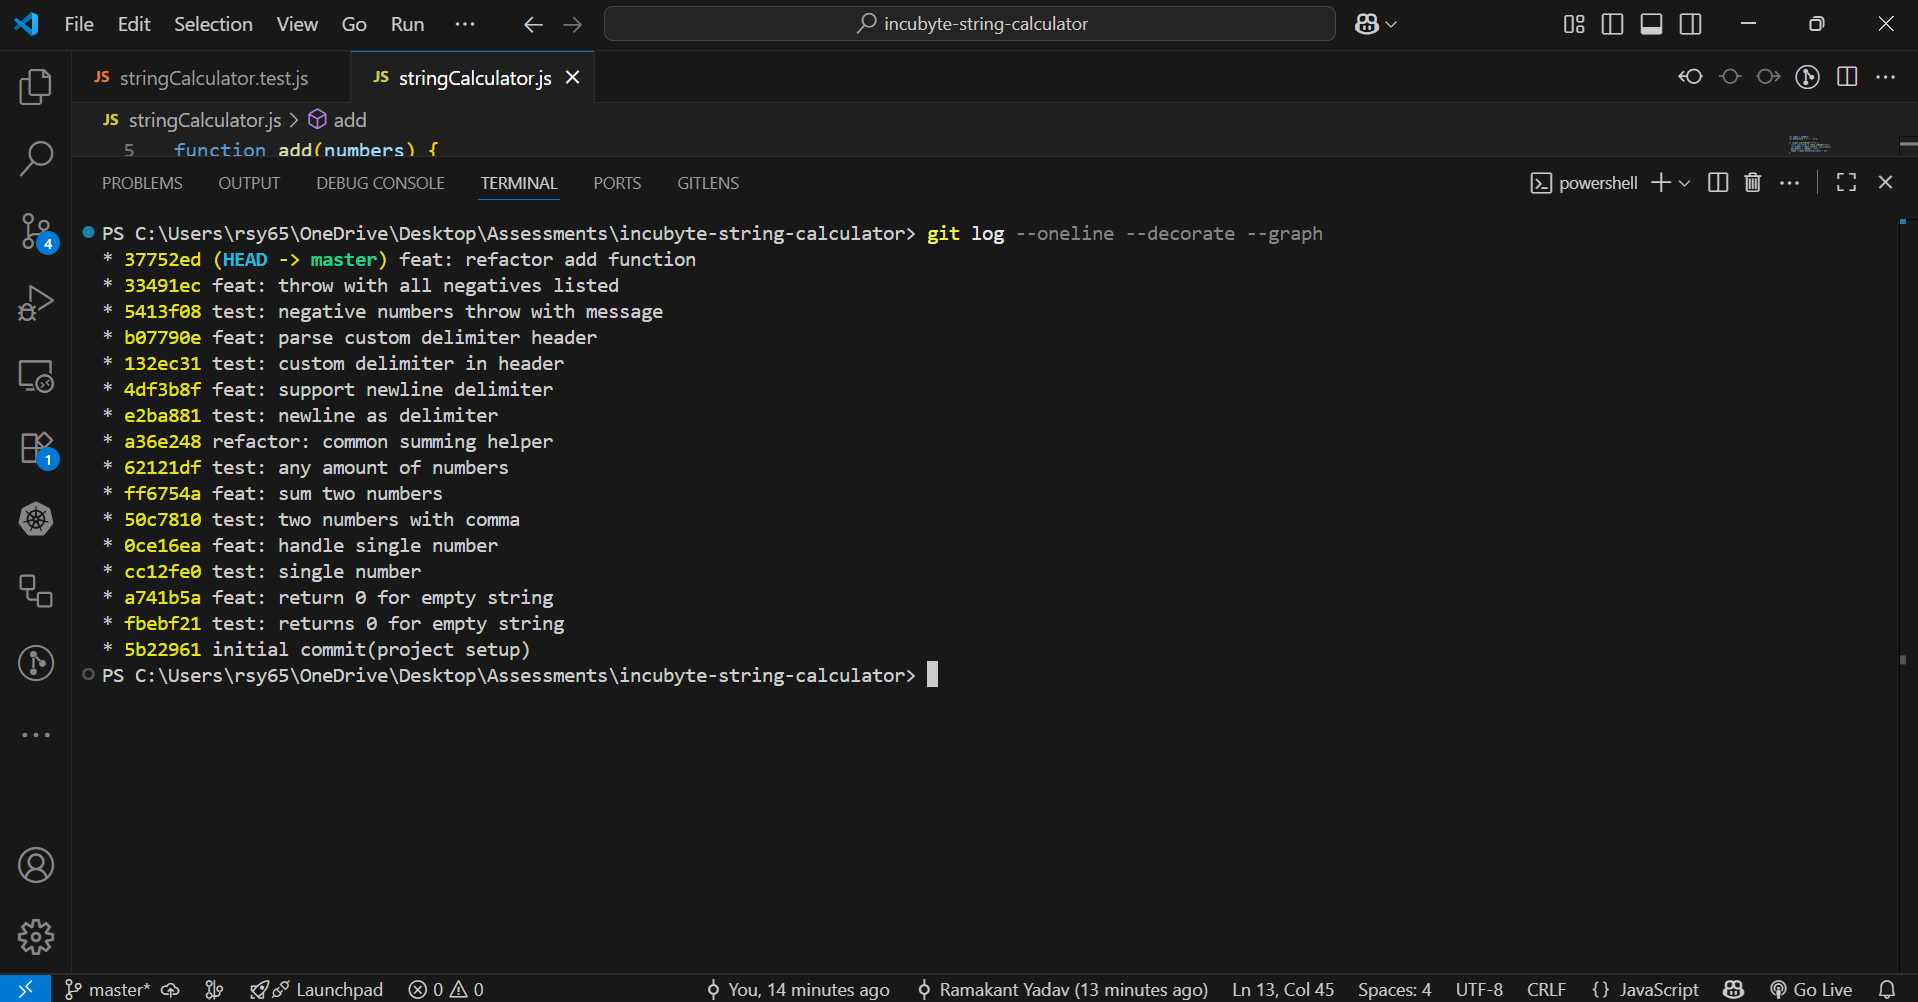 File Edit Selection View Go Run ··· incubyte-string-calculator
JS stringCalculator.test.js JS stringCalculator.js
JS stringCalculator.js > add
5 function add(numbers) {
PROBLEMS OUTPUT DEBUG CONSOLE TERMINAL PORTS GITLENS powershell
PS C:\Users\rsy65\OneDrive\Desktop\Assessments\incubyte-string-calculator> git log --oneline --decorate --graph
* 37752ed (HEAD -> master) feat: refactor add function
* 33491ec feat: throw with all negatives listed
* 5413f08 test: negative numbers throw with message
* b07790e feat: parse custom delimiter header
* 132ec31 test: custom delimiter in header
* 4df3b8f feat: support newline delimiter
* e2ba881 test: newline as delimiter
* a36e248 refactor: common summing helper
* 62121df test: any amount of numbers
* ff6754a feat: sum two numbers
* 50c7810 test: two numbers with comma
* 0ce16ea feat: handle single number
* cc12fe0 test: single number
* a741b5a feat: return 0 for empty string
* fbebf21 test: returns 0 for empty string
* 5b22961 initial commit(project setup)
PS C:\Users\rsy65\OneDrive\Desktop\Assessments\incubyte-string-calculator>
4
1
master* Launchpad 0 0 You, 14 minutes ago Ramakant Yadav (13 minutes ago) Ln 13, Col 45 Spaces: 4 UTF-8 CRLF {} JavaScript Go Live